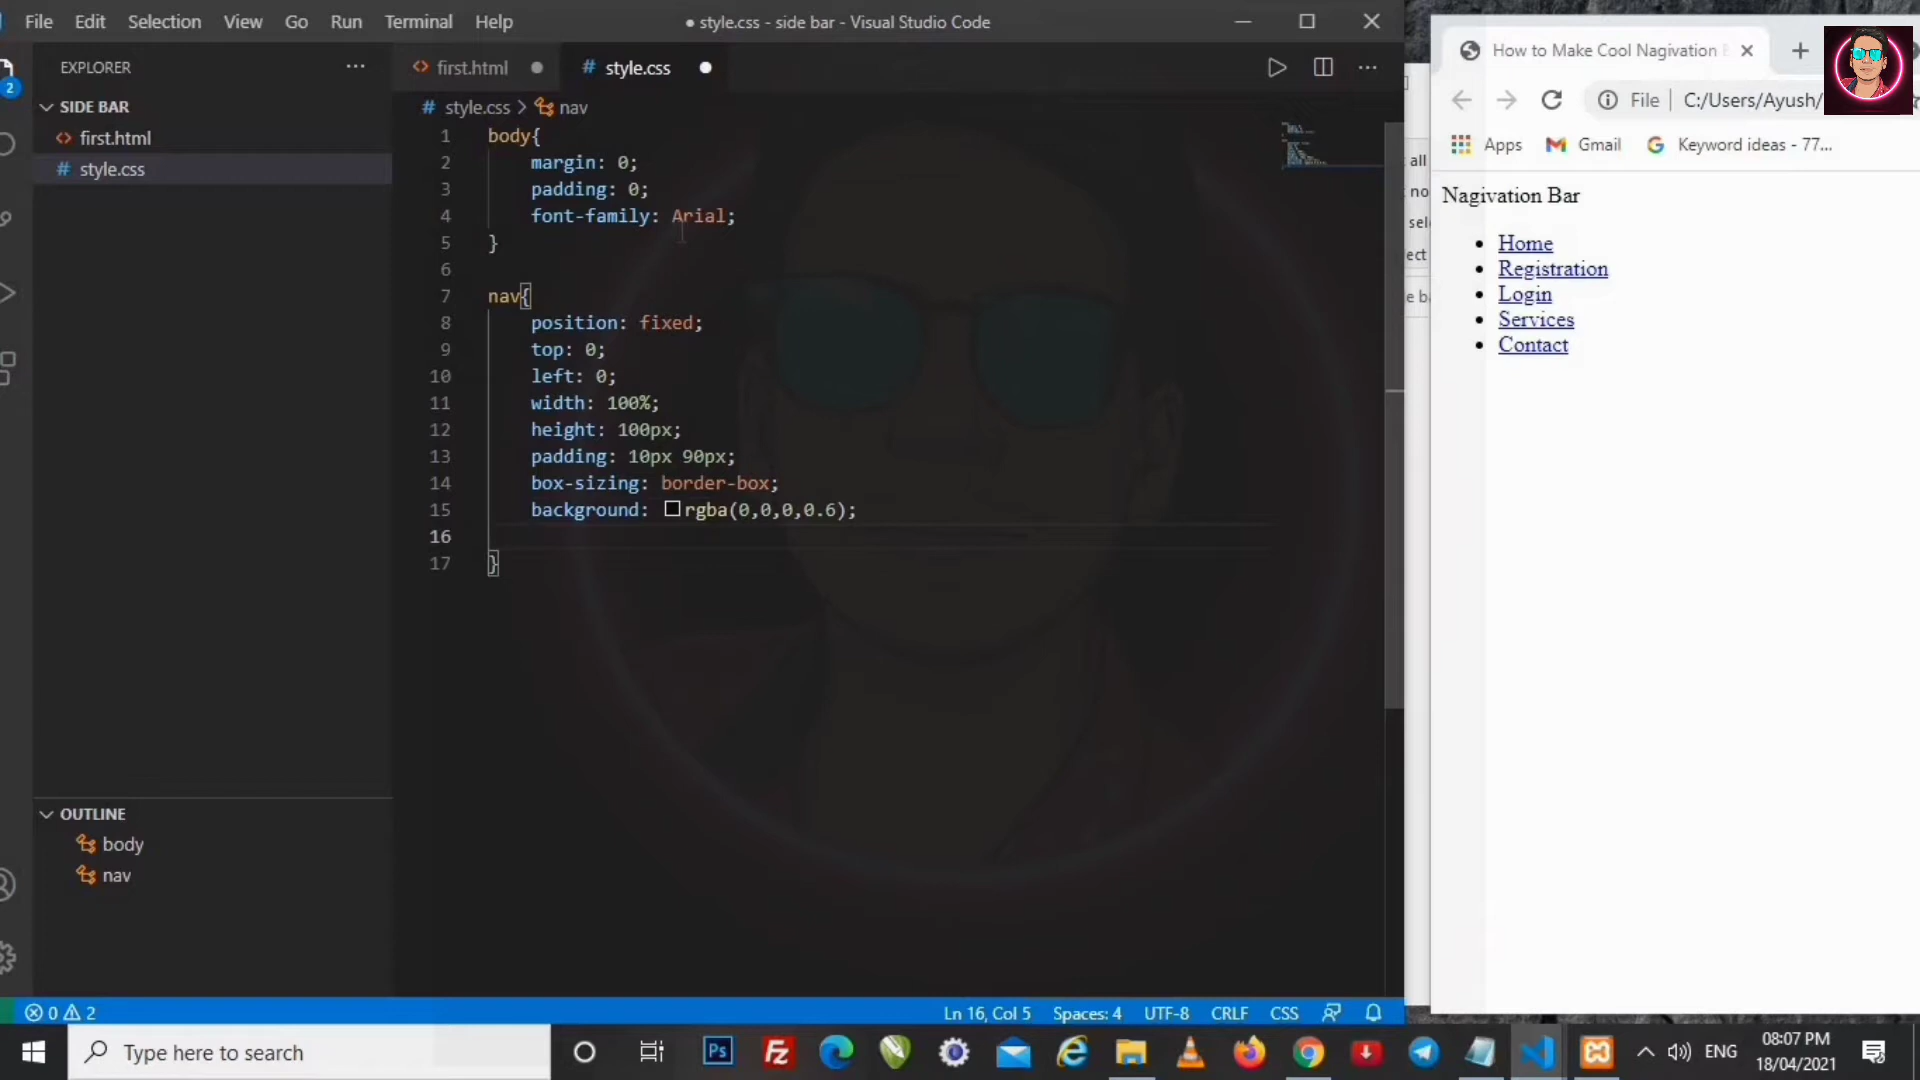 File Edit Selection View Go Run Terminal Help
● style.css - side bar - Visual Studio Code
EXPLORER
SIDE BAR
first.html
style.css
2
first.html
style.css
style.css > nav
1 body{
2 margin: 0;
3 padding: 0;
4 font-family: Arial;
5 }
6
7 nav{
8 position: fixed;
9 top: 0;
10 left: 0;
11 width: 100%;
12 height: 100px;
13 padding: 10px 90px;
14 box-sizing: border-box;
15 background: rgba(0,0,0,0.6);
16
17 }
OUTLINE
body
nav
0 2
Ln 16, Col 5 Spaces: 4 UTF-8 CRLF CSS
How to Make Cool Nagivation
File C:/Users/Ayush/
Apps Gmail Keyword ideas - 77...
all
no
Nagivation Bar
Home
Registration
Login
Services
Contact
Type here to search
Ps
Fz
ENG
08:07 PM
18/04/2021